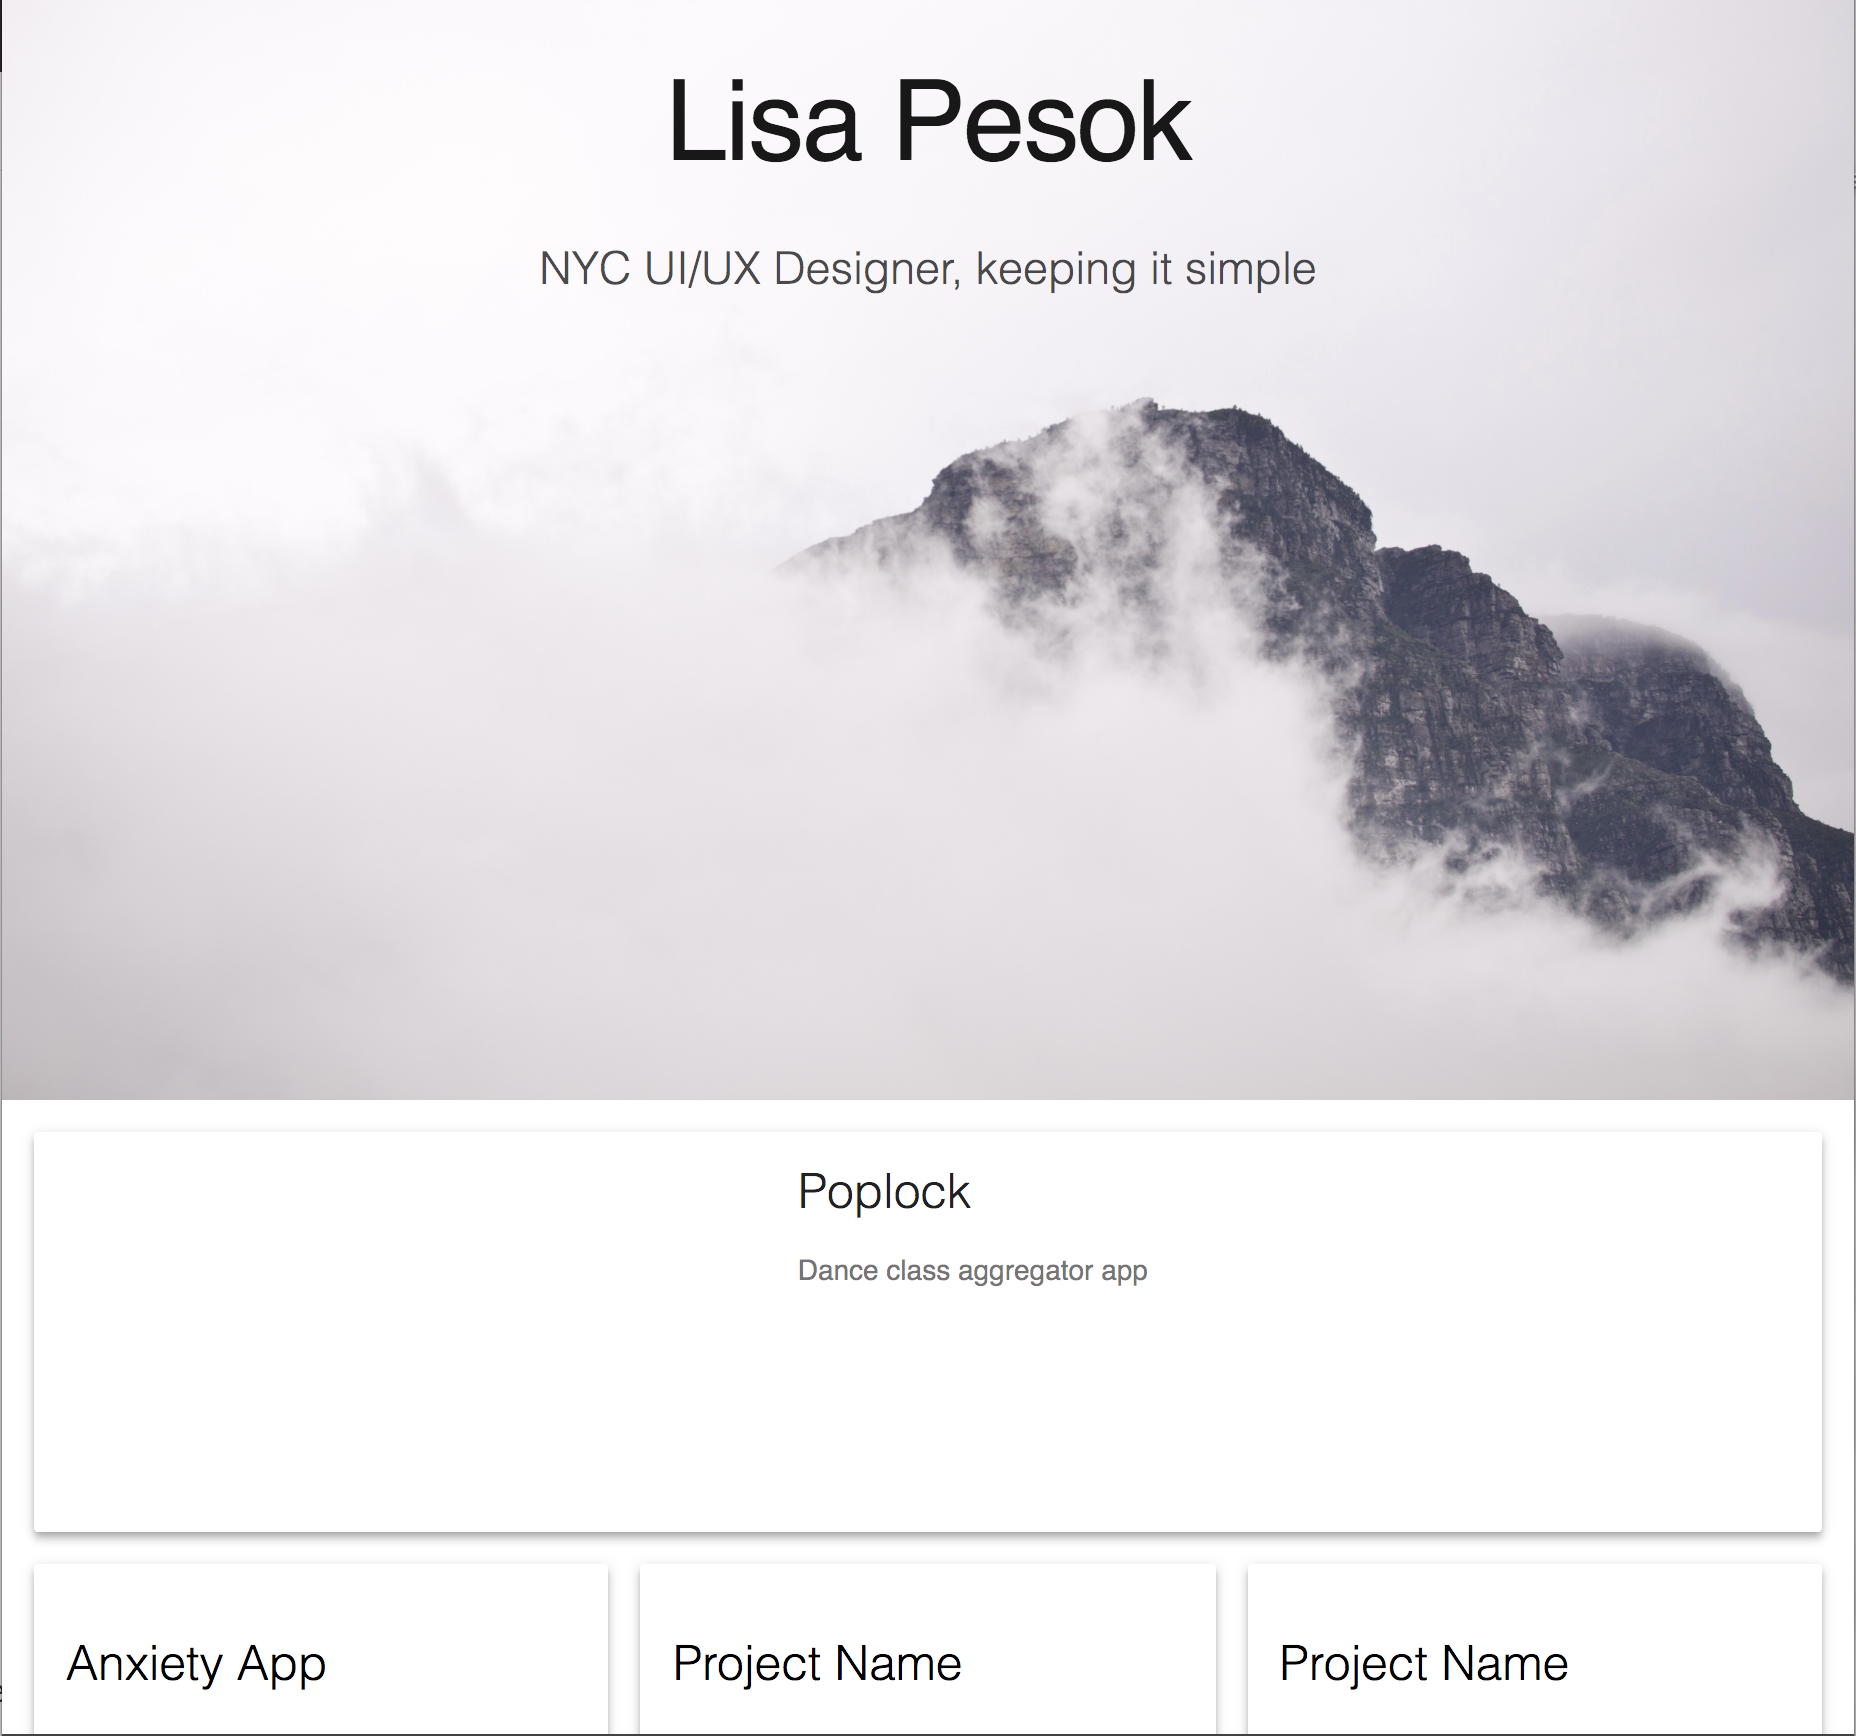 Lisa Pesok
NYC UI/UX Designer, keeping it simple
Poplock
Dance class aggregator app
Anxiety App
Project Name
Project Name